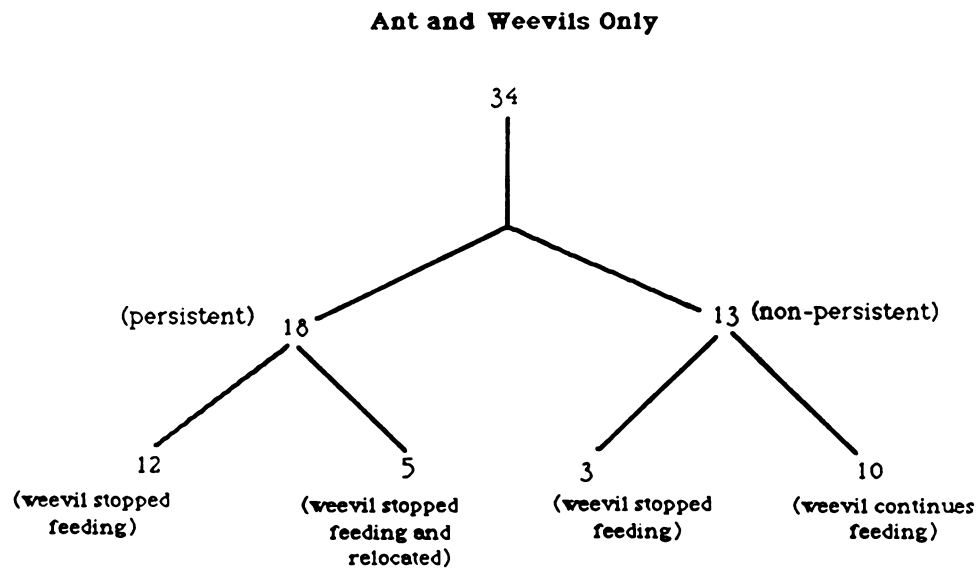 Ant and Weevils Only
34
(persistent) 18
13 (non-persistent)
12
(weevil stopped
feeding)
5
(weevil stopped
feeding and
relocated)
3
(weevil stopped
feeding)
10
(weevil continues
feeding)